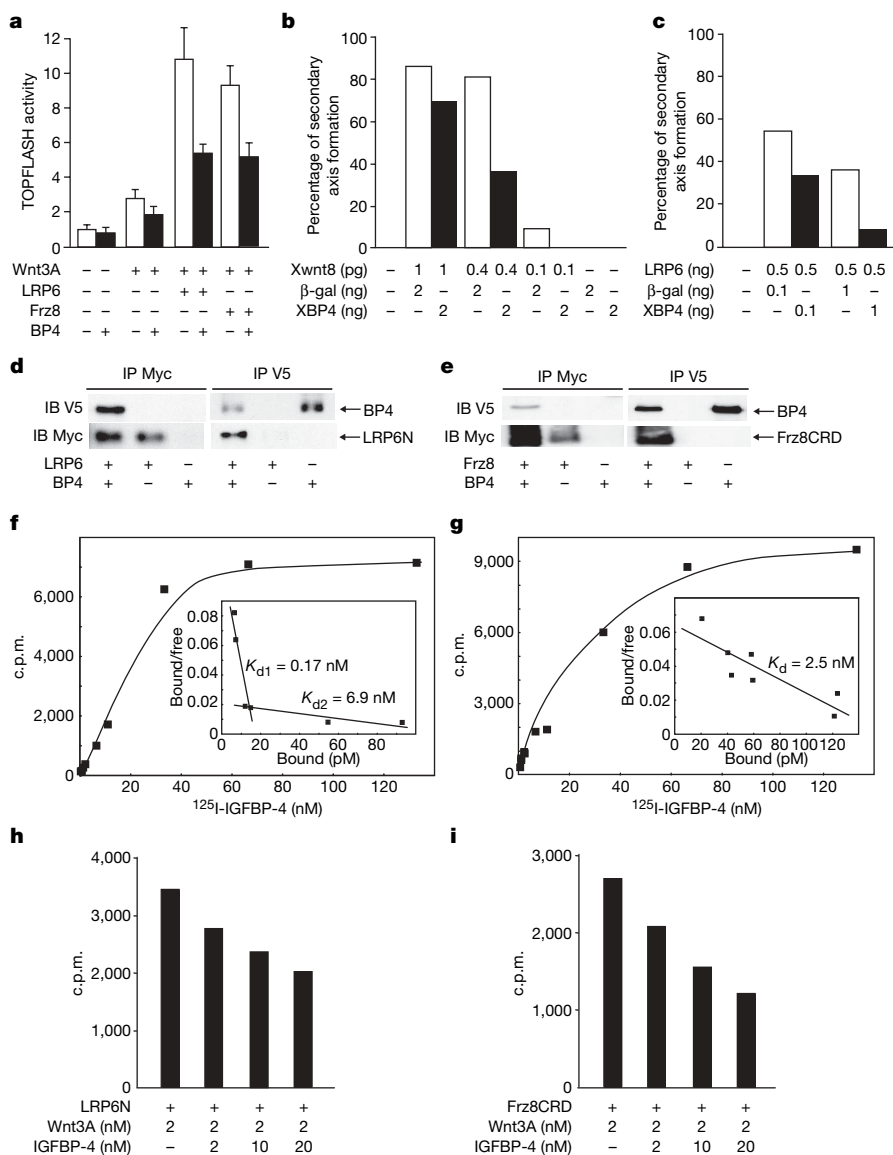 a
TOPFLASH activity
12
10
8
6
4
2
0
Wnt3A – – + + + + + +
LRP6 – – – – + + – –
Frz8 – – – – – – + +
BP4 – + – + – + – +
b
Percentage of secondary
axis formation
100
80
60
40
20
0
Xwnt8 (pg) – 1 1 0.4 0.4 0.1 0.1 – –
β-gal (ng) – 2 2 2 2
XBP4 (ng) – 2 2 2 2
c
Percentage of secondary
axis formation
100
80
60
40
20
0
LRP6 (ng) – 0.5 0.5 0.5 0.5
β-gal (ng) – 0.1 1
XBP4 (ng) – 0.1 1
d
IP Myc IP V5
IB V5 BP4
IB Myc LRP6N
LRP6 + + – + + –
BP4 + – + + – +
e
IP Myc IP V5
IB V5 BP4
IB Myc Frz8CRD
Frz8 + + – + + –
BP4 + – + + – +
f
c.p.m.
6,000
4,000
2,000
0
0 20 40 60 80 100 120
¹²⁵I-IGFBP-4 (nM)
Bound/free
0.08
0.06
0.04
0.02
0
Kd1 = 0.17 nM
Kd2 = 6.9 nM
0 20 40 60 80
Bound (pM)
g
c.p.m.
9,000
6,000
3,000
0
0 20 40 60 80 100 120
¹²⁵I-IGFBP-4 (nM)
Bound/free
0.06
0.04
0.02
0
Kd = 2.5 nM
0 20 40 60 80 100 120
Bound (pM)
h
c.p.m.
4,000
3,000
2,000
1,000
0
LRP6N + + + +
Wnt3A (nM) 2 2 2 2
IGFBP-4 (nM) – 2 10 20
i
c.p.m.
3,000
2,000
1,000
0
Frz8CRD + + + +
Wnt3A (nM) 2 2 2 2
IGFBP-4 (nM) – 2 10 20